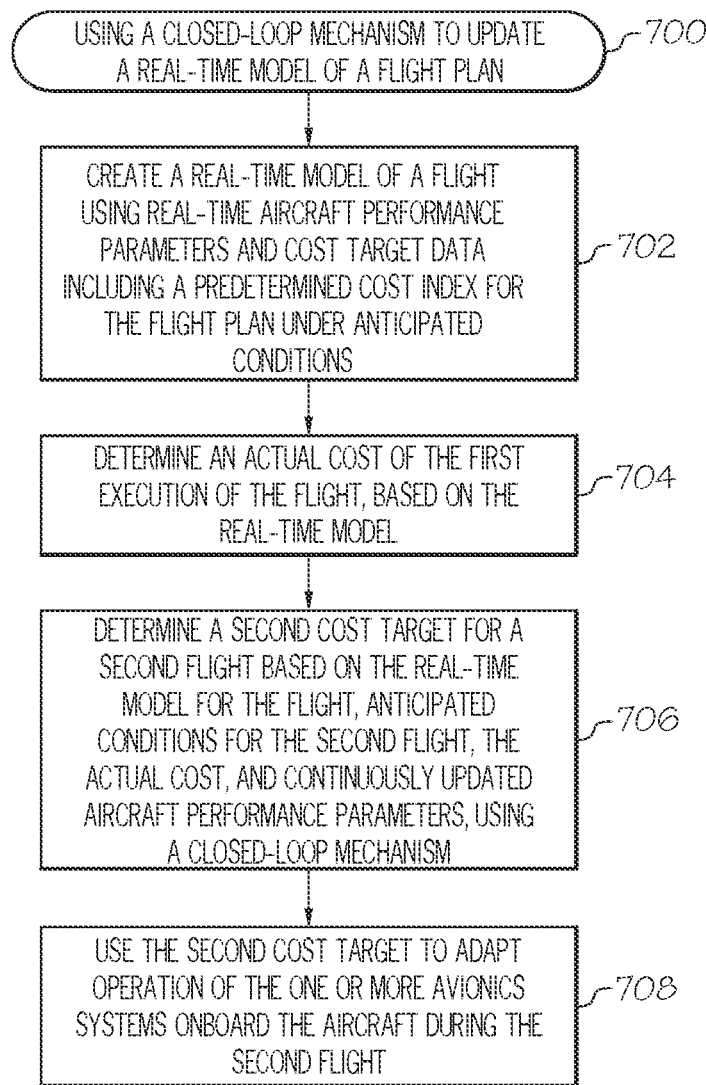 USING A CLOSED-LOOP MECHANISM TO UPDATE
A REAL-TIME MODEL OF A FLIGHT PLAN
700
CREATE A REAL-TIME MODEL OF A FLIGHT
USING REAL-TIME AIRCRAFT PERFORMANCE
PARAMETERS AND COST TARGET DATA
INCLUDING A PREDETERMINED COST INDEX FOR
THE FLIGHT PLAN UNDER ANTICIPATED
CONDITIONS
702
DETERMINE AN ACTUAL COST OF THE FIRST
EXECUTION OF THE FLIGHT, BASED ON THE
REAL-TIME MODEL
704
DETERMINE A SECOND COST TARGET FOR A
SECOND FLIGHT BASED ON THE REAL-TIME
MODEL FOR THE FLIGHT, ANTICIPATED
CONDITIONS FOR THE SECOND FLIGHT, THE
ACTUAL COST, AND CONTINUOUSLY UPDATED
AIRCRAFT PERFORMANCE PARAMETERS, USING
A CLOSED-LOOP MECHANISM
706
USE THE SECOND COST TARGET TO ADAPT
OPERATION OF THE ONE OR MORE AVIONICS
SYSTEMS ONBOARD THE AIRCRAFT DURING THE
SECOND FLIGHT
708